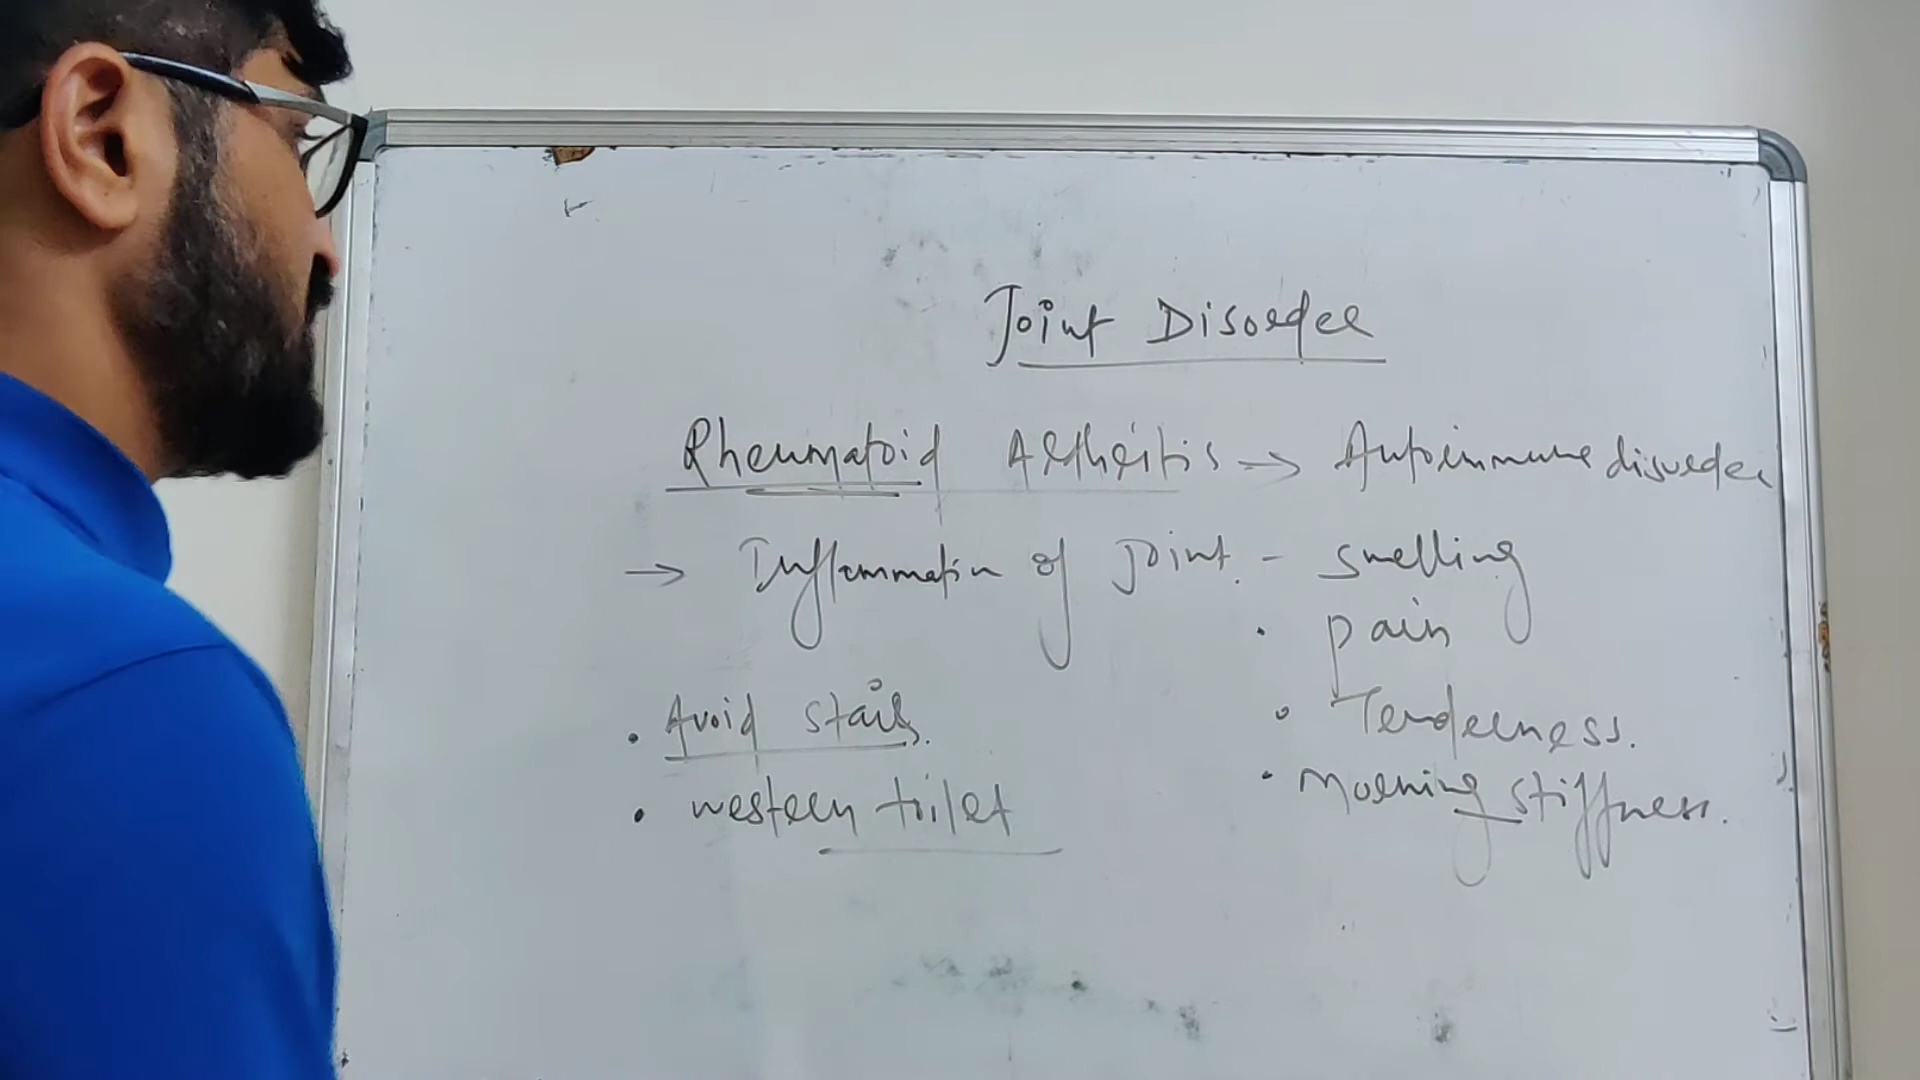 Joint Disorder
Rheumatoid Arthritis → Autoimmune disorder
→ Inflammation of joint. - swelling
• pain
• Avoid stairs.
• Tenderness.
• western toilet
• Morning stiffness.